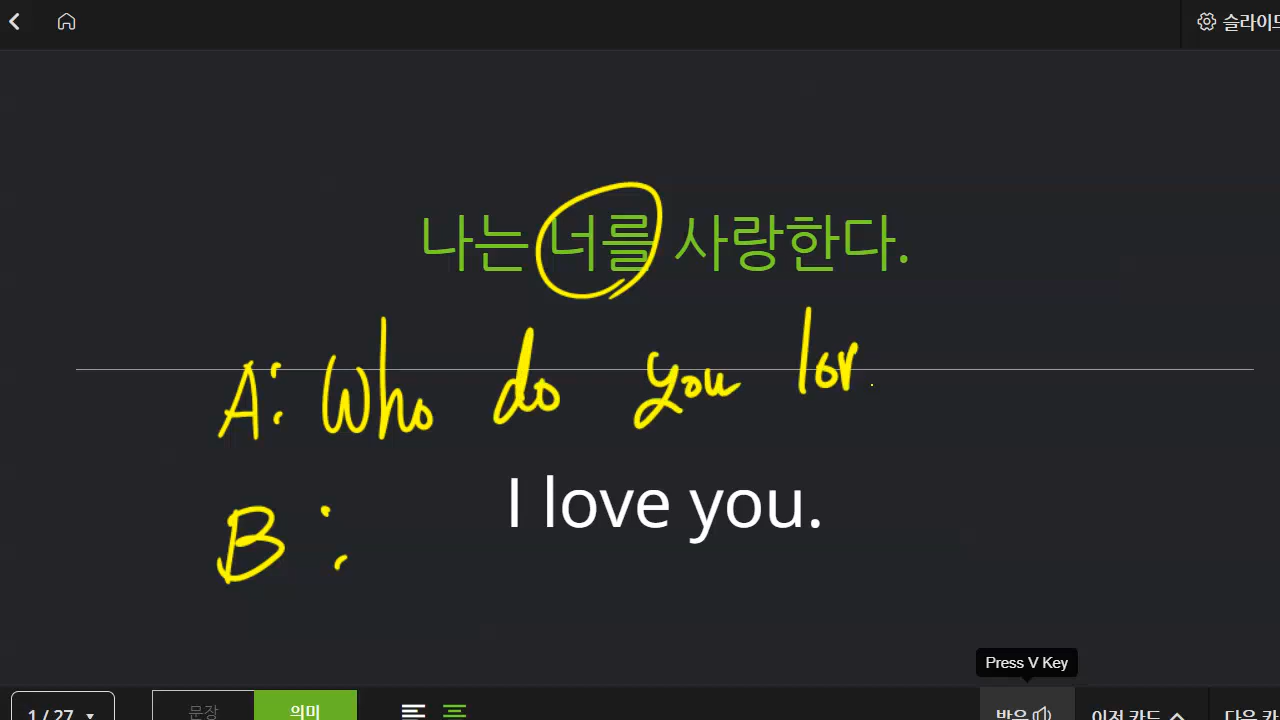 슬라이드
나는 너를 사랑한다.
A: Who do you lov
B: I love you.
Press V Key
1 / 27 문장 의미 발음 이전 카드 다음 카